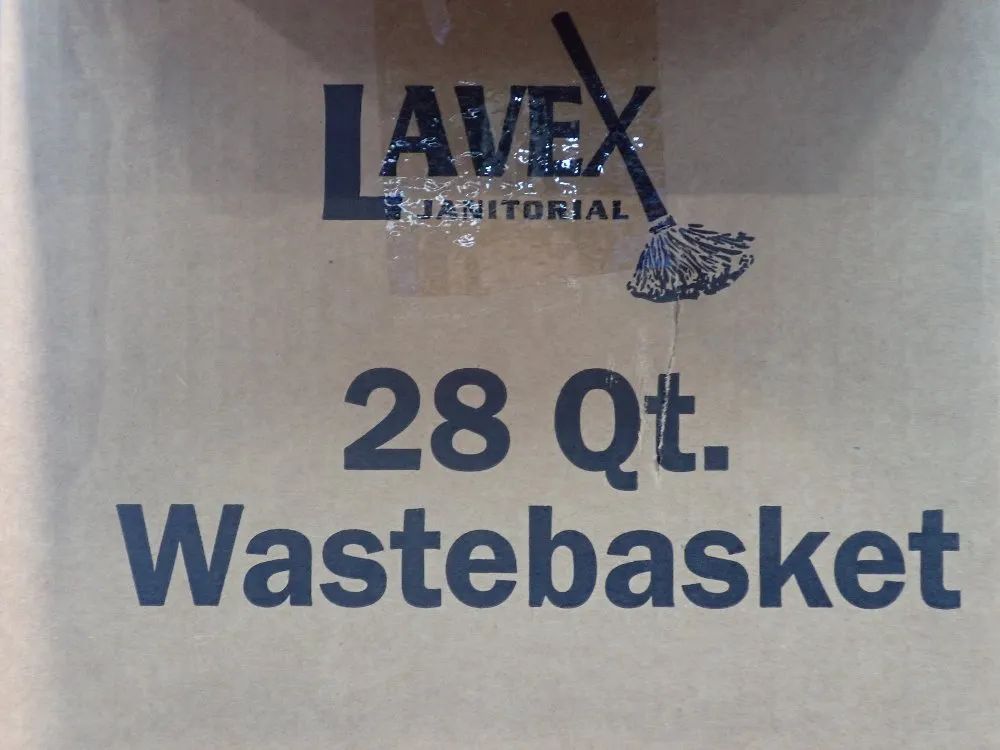 LAVEX
JANITORIAL
28 Qt.
Wastebasket